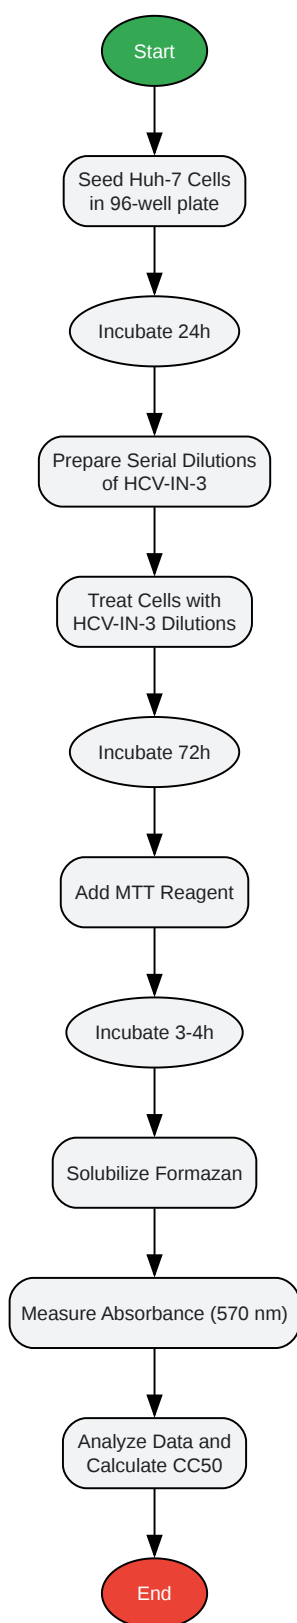 Start
Seed Huh-7 Cells
in 96-well plate
Incubate 24h
Prepare Serial Dilutions
of HCV-IN-3
Treat Cells with
HCV-IN-3 Dilutions
Incubate 72h
Add MTT Reagent
Incubate 3-4h
Solubilize Formazan
Measure Absorbance (570 nm)
Analyze Data and
Calculate CC50
End